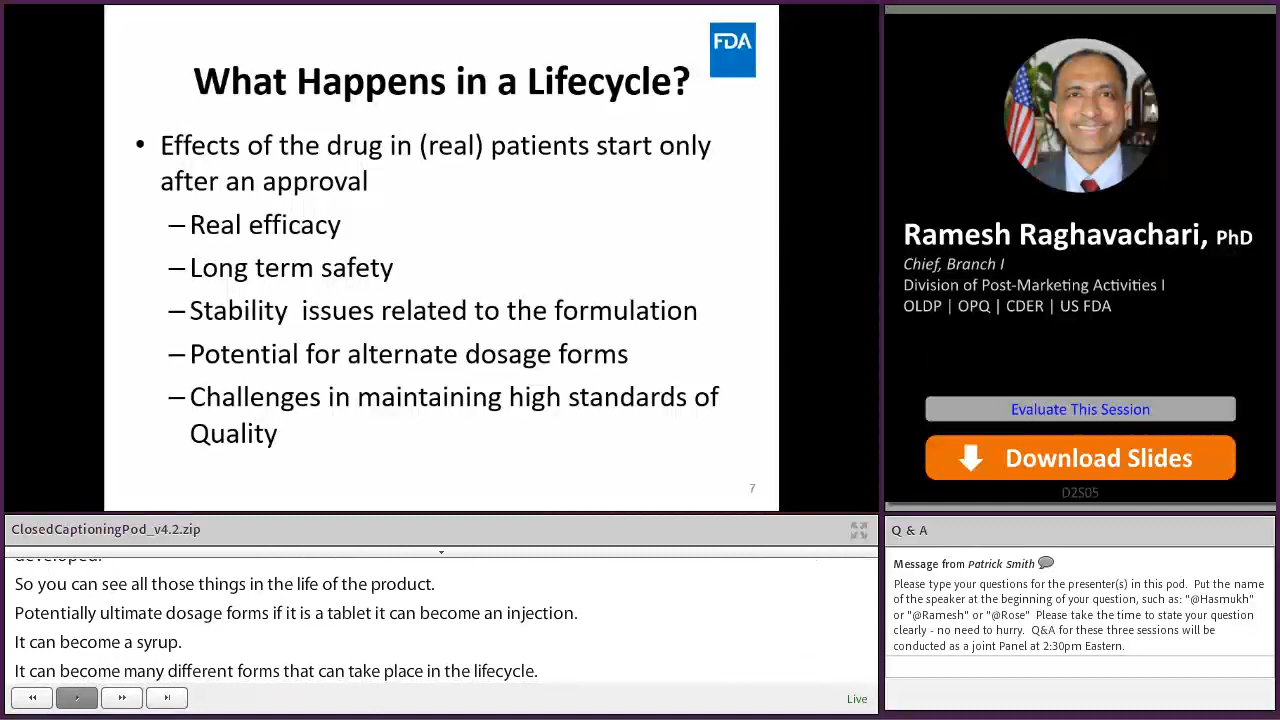 FDA
What Happens in a Lifecycle?
• Effects of the drug in (real) patients start only
after an approval
– Real efficacy
– Long term safety
– Stability  issues related to the formulation
– Potential for alternate dosage forms
– Challenges in maintaining high standards of
Quality
7
Ramesh Raghavachari, PhD
Chief, Branch I
Division of Post-Marketing Activities I
OLDP | OPQ | CDER | US FDA
Evaluate This Session
Download Slides
D2S05
ClosedCaptioningPod_v4.2.zip
So you can see all those things in the life of the product.
Potentially ultimate dosage forms if it is a tablet it can become an injection.
It can become a syrup.
It can become many different forms that can take place in the lifecycle.
Live
Q & A
Message from Patrick Smith
Please type your questions for the presenter(s) in this pod.  Put the name
of the speaker at the beginning of your question, such as: "@Hasmukh"
or "@Ramesh" or "@Rose"  Please take the time to state your question
clearly - no need to hurry.  Q&A for these three sessions will be
conducted as a joint Panel at 2:30pm Eastern.